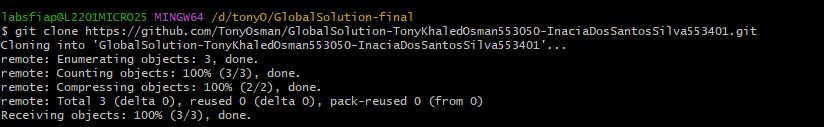 labsfiap@L2201MICRO25 MINGW64 /d/tonyO/GlobalSolution-final
$ git clone https://github.com/TonyOsman/GlobalSolution-TonyKhaledOsman553050-InaciaDosSantosSilva553401.git
Cloning into 'GlobalSolution-TonyKhaledOsman553050-InaciaDosSantosSilva553401'...
remote: Enumerating objects: 3, done.
remote: Counting objects: 100% (3/3), done.
remote: Compressing objects: 100% (2/2), done.
remote: Total 3 (delta 0), reused 0 (delta 0), pack-reused 0 (from 0)
Receiving objects: 100% (3/3), done.